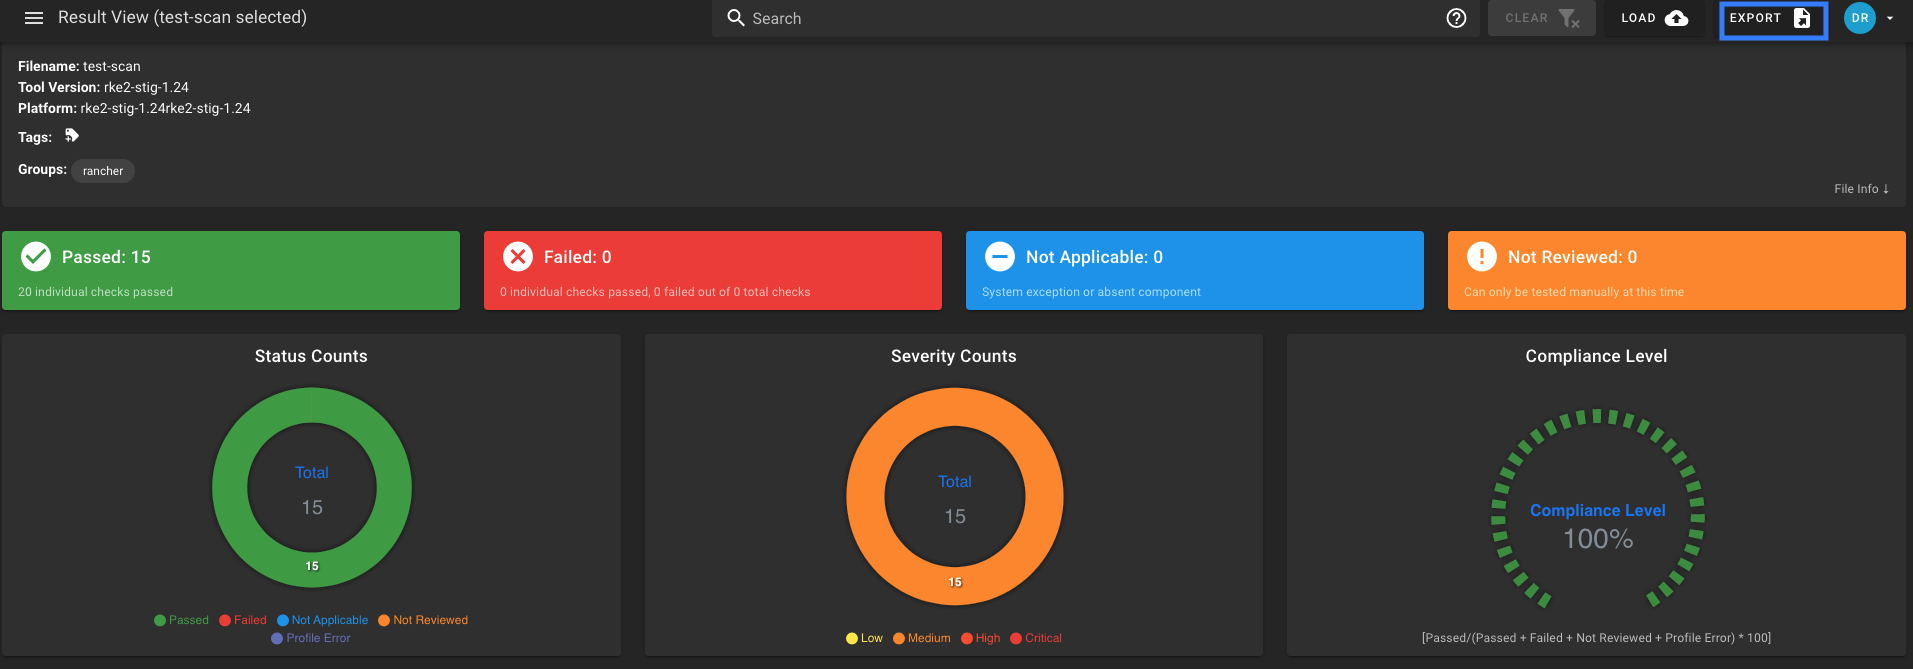 Result View (test-scan selected)
Search
CLEAR
LOAD
EXPORT
DR
Filename: test-scan
Tool Version: rke2-stig-1.24
Platform: rke2-stig-1.24rke2-stig-1.24
Tags:
Groups: rancher
File Info ↓
Passed: 15
20 individual checks passed
Failed: 0
0 individual checks passed, 0 failed out of 0 total checks
Not Applicable: 0
System exception or absent component
Not Reviewed: 0
Can only be tested manually at this time
Status Counts
Total
15
15
Passed Failed Not Applicable Not Reviewed
Profile Error
Severity Counts
Total
15
15
Low Medium High Critical
Compliance Level
Compliance Level
100%
[Passed/(Passed + Failed + Not Reviewed + Profile Error) * 100]